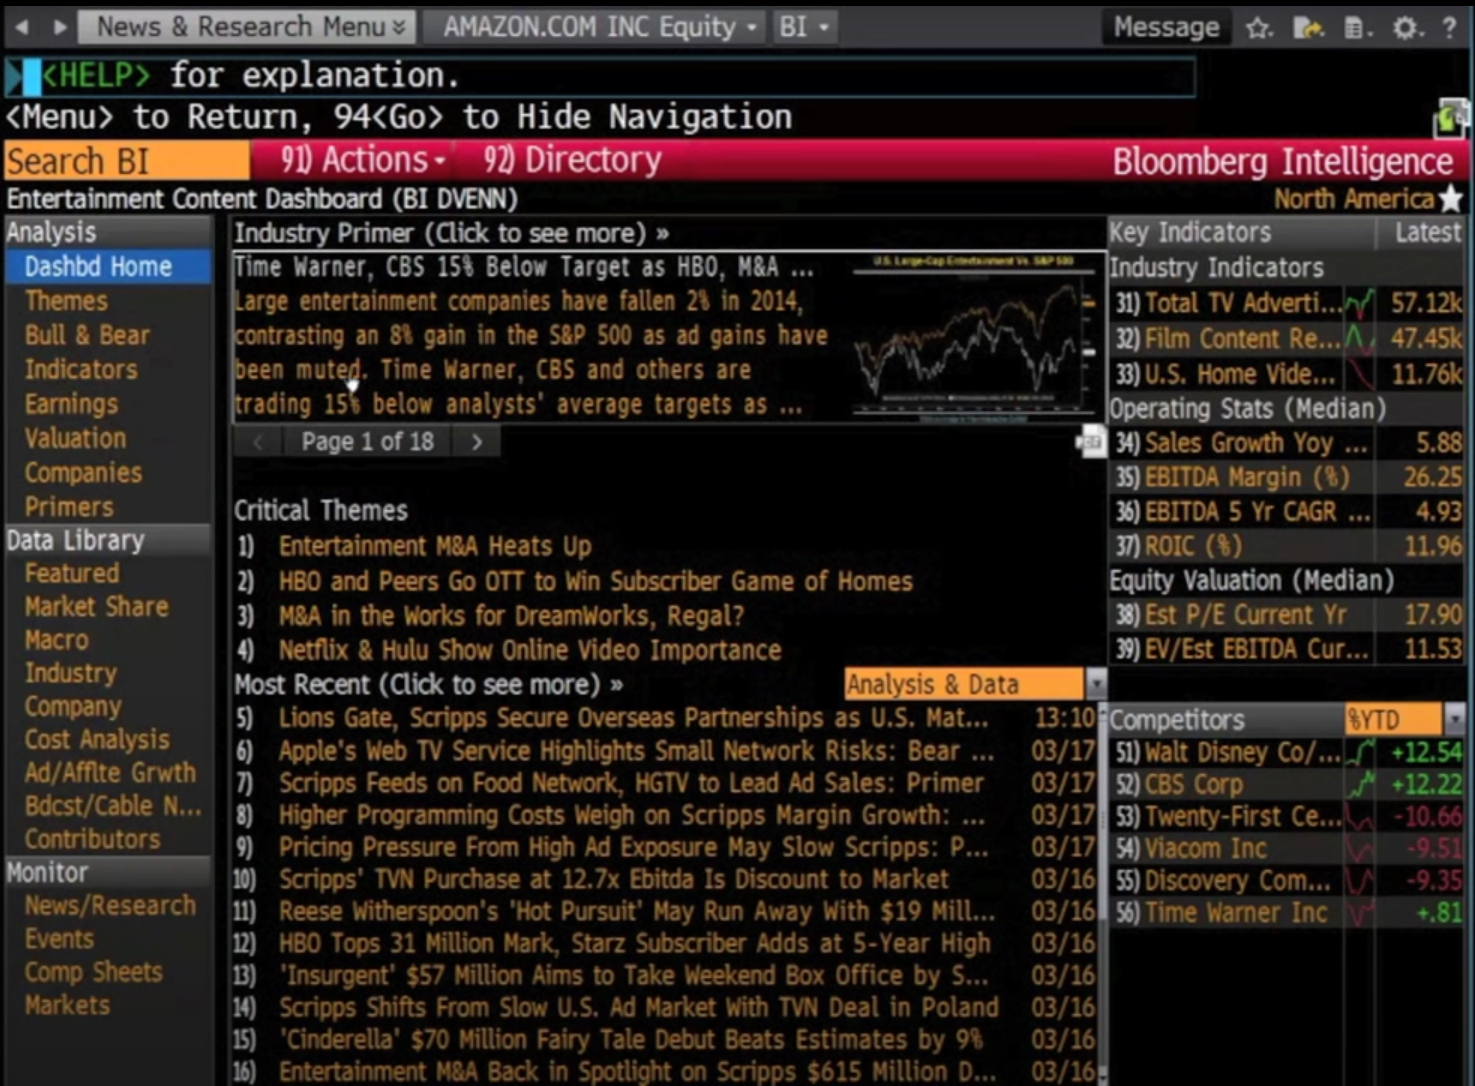 News & Research Menu
AMAZON.COM INC Equity
BI
Message
?
<HELP> for explanation.
<Menu> to Return, 94<Go> to Hide Navigation
Search BI
91) Actions
92) Directory
Bloomberg Intelligence
Entertainment Content Dashboard (BI DVENN)
North America
Analysis
Dashbd Home
Themes
Bull & Bear
Indicators
Earnings
Valuation
Companies
Primers
Data Library
Featured
Market Share
Macro
Industry
Company
Cost Analysis
Ad/Afflte Grwth
Bdcst/Cable N...
Contributors
Monitor
News/Research
Events
Comp Sheets
Markets
Industry Primer (Click to see more) »
Time Warner, CBS 15% Below Target as HBO, M&A ...
Large entertainment companies have fallen 2% in 2014,
contrasting an 8% gain in the S&P 500 as ad gains have
been muted. Time Warner, CBS and others are
trading 15% below analysts' average targets as ...
U.S. Large-Cap Entertainment Vs. S&P 500
< Page 1 of 18 >
Critical Themes
1) Entertainment M&A Heats Up
2) HBO and Peers Go OTT to Win Subscriber Game of Homes
3) M&A in the Works for DreamWorks, Regal?
4) Netflix & Hulu Show Online Video Importance
Most Recent (Click to see more) »
Analysis & Data
5) Lions Gate, Scripps Secure Overseas Partnerships as U.S. Mat... 13:10
6) Apple's Web TV Service Highlights Small Network Risks: Bear ... 03/17
7) Scripps Feeds on Food Network, HGTV to Lead Ad Sales: Primer 03/17
8) Higher Programming Costs Weigh on Scripps Margin Growth: ... 03/17
9) Pricing Pressure From High Ad Exposure May Slow Scripps: P... 03/17
10) Scripps' TVN Purchase at 12.7x Ebitda Is Discount to Market 03/16
11) Reese Witherspoon's 'Hot Pursuit' May Run Away With $19 Mill... 03/16
12) HBO Tops 31 Million Mark, Starz Subscriber Adds at 5-Year High 03/16
13) 'Insurgent' $57 Million Aims to Take Weekend Box Office by S... 03/16
14) Scripps Shifts From Slow U.S. Ad Market With TVN Deal in Poland 03/16
15) 'Cinderella' $70 Million Fairy Tale Debut Beats Estimates by 9% 03/16
16) Entertainment M&A Back in Spotlight on Scripps $615 Million D... 03/16
Key Indicators Latest
Industry Indicators
31) Total TV Adverti... 57.12k
32) Film Content Re... 47.45k
33) U.S. Home Vide... 11.76k
Operating Stats (Median)
34) Sales Growth Yoy ... 5.88
35) EBITDA Margin (%) 26.25
36) EBITDA 5 Yr CAGR ... 4.93
37) ROIC (%) 11.96
Equity Valuation (Median)
38) Est P/E Current Yr 17.90
39) EV/Est EBITDA Cur... 11.53
Competitors %YTD
51) Walt Disney Co/... +12.54
52) CBS Corp +12.22
53) Twenty-First Ce... -10.66
54) Viacom Inc -9.51
55) Discovery Com... -9.35
56) Time Warner Inc +.81